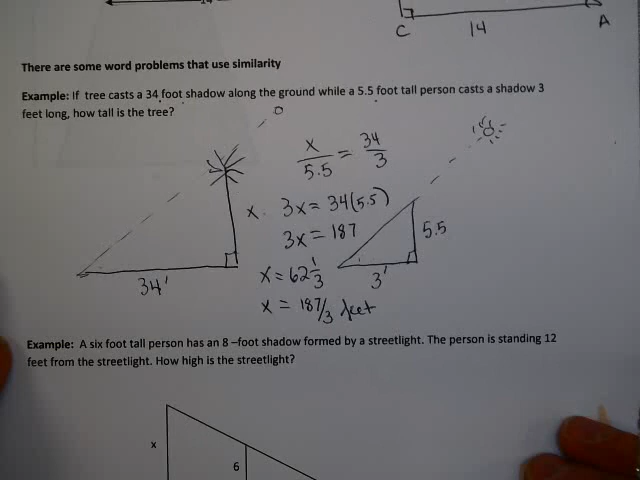 C
14
A
There are some word problems that use similarity
Example: If tree casts a 34 foot shadow along the ground while a 5.5 foot tall person casts a shadow 3
feet long, how tall is the tree?
x/5.5 = 34/3
x. 3x = 34(5.5)
3x = 187
x = 62 1/3
x = 187/3 feet
34'
5.5
3'
Example: A six foot tall person has an 8 –foot shadow formed by a streetlight. The person is standing 12
feet from the streetlight. How high is the streetlight?
x
6